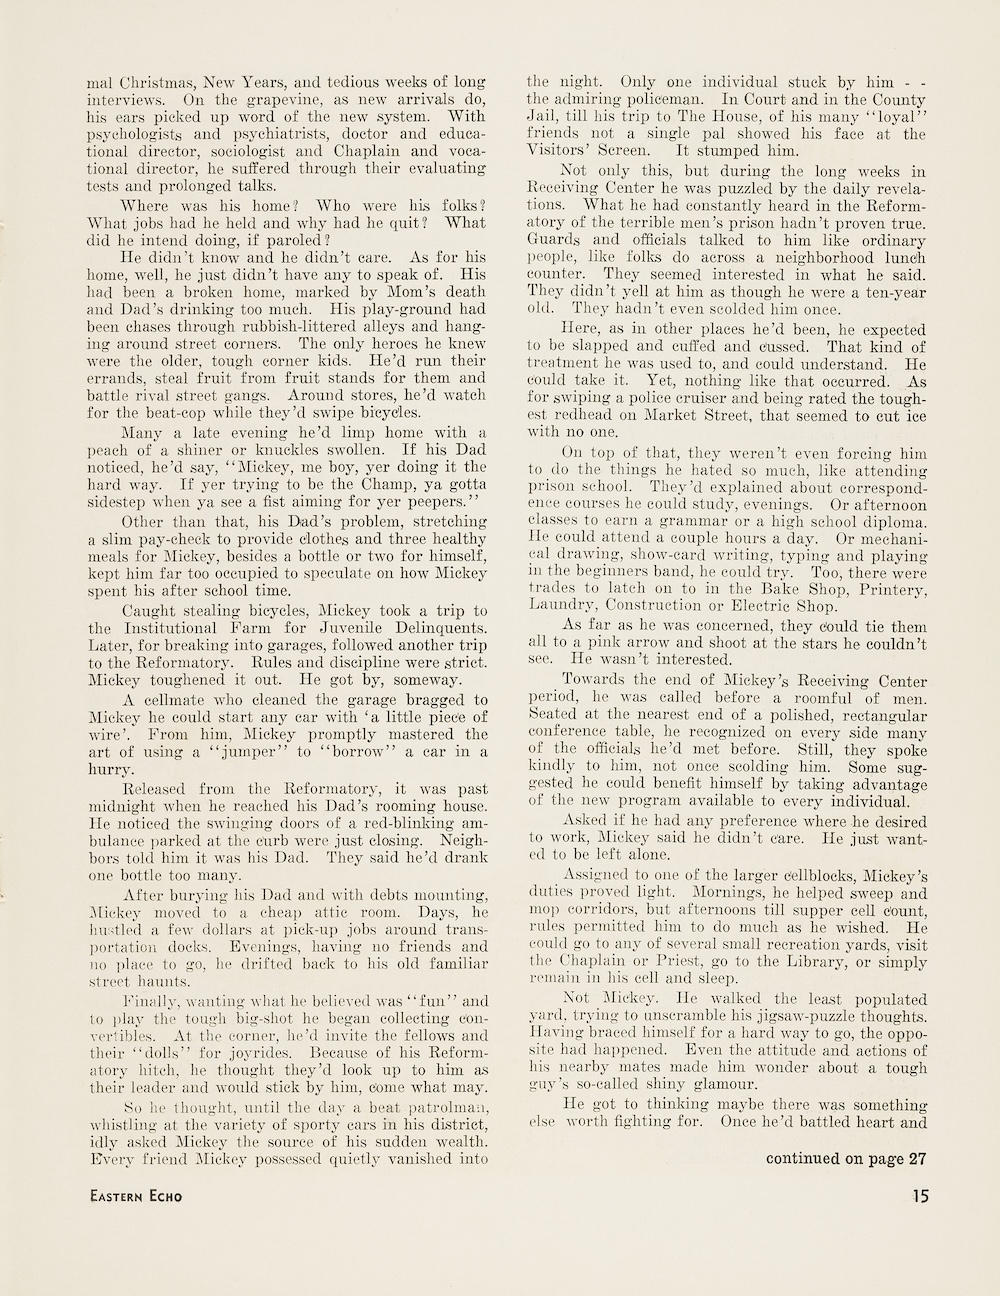 mal Christmas, New Years, and tedious weeks of long
interviews. On the grapevine, as new arrivals do,
his ears picked up word of the new system. With
psychologists and psychiatrists, doctor and educa-
tional director, sociologist and Chaplain and voca-
tional director, he suffered through their evaluating
tests and prolonged talks.
Where was his home? Who were his folks?
What jobs had he held and why had he quit? What
did he intend doing, if paroled?
He didn't know and he didn't care. As for his
home, well, he just didn't have any to speak of. His
had been a broken home, marked by Mom's death
and Dad's drinking too much. His play-ground had
been chases through rubbish-littered alleys and hang-
ing around street corners. The only heroes he knew
were the older, tough corner kids. He'd run their
errands, steal fruit from fruit stands for them and
battle rival street gangs. Around stores, he'd watch
for the beat-cop while they'd swipe bicycles.
Many a late evening he'd limp home with a
peach of a shiner or knuckles swollen. If his Dad
noticed, he'd say, "Mickey, me boy, yer doing it the
hard way. If yer trying to be the Champ, ya gotta
sidestep when ya see a fist aiming for yer peepers."
Other than that, his Dad's problem, stretching
a slim pay-check to provide clothes and three healthy
meals for Mickey, besides a bottle or two for himself,
kept him far too occupied to speculate on how Mickey
spent his after school time.
Caught stealing bicycles, Mickey took a trip to
the Institutional Farm for Juvenile Delinquents.
Later, for breaking into garages, followed another trip
to the Reformatory. Rules and discipline were strict.
Mickey toughened it out. He got by, someway.
A cellmate who cleaned the garage bragged to
Mickey he could start any car with 'a little piece of
wire'. From him, Mickey promptly mastered the
art of using a "jumper" to "borrow" a car in a
hurry.
Released from the Reformatory, it was past
midnight when he reached his Dad's rooming house.
He noticed the swinging doors of a red-blinking am-
bulance parked at the curb were just closing. Neigh-
bors told him it was his Dad. They said he'd drank
one bottle too many.
After burying his Dad and with debts mounting,
Mickey moved to a cheap attic room. Days, he
hustled a few dollars at pick-up jobs around trans-
portation docks. Evenings, having no friends and
no place to go, he drifted back to his old familiar
street haunts.
Finally, wanting what he believed was "fun" and
to play the tough big-shot he began collecting con-
vertibles. At the corner, he'd invite the fellows and
their "dolls" for joyrides. Because of his Reform-
atory hitch, he thought they'd look up to him as
their leader and would stick by him, come what may.
So he thought, until the day a beat patrolman,
whistling at the variety of sporty cars in his district,
idly asked Mickey the source of his sudden wealth.
Every friend Mickey possessed quietly vanished into
the night. Only one individual stuck by him - -
the admiring policeman. In Court and in the County
Jail, till his trip to The House, of his many "loyal"
friends not a single pal showed his face at the
Visitors' Screen. It stumped him.
Not only this, but during the long weeks in
Receiving Center he was puzzled by the daily revela-
tions. What he had constantly heard in the Reform-
atory of the terrible men's prison hadn't proven true.
Guards and officials talked to him like ordinary
people, like folks do across a neighborhood lunch
counter. They seemed interested in what he said.
They didn't yell at him as though he were a ten-year
old. They hadn't even scolded him once.
Here, as in other places he'd been, he expected
to be slapped and cuffed and cussed. That kind of
treatment he was used to, and could understand. He
could take it. Yet, nothing like that occurred. As
for swiping a police cruiser and being rated the tough-
est redhead on Market Street, that seemed to cut ice
with no one.
On top of that, they weren't even forcing him
to do the things he hated so much, like attending
prison school. They'd explained about correspond-
ence courses he could study, evenings. Or afternoon
classes to earn a grammar or a high school diploma.
He could attend a couple hours a day. Or mechani-
cal drawing, show-card writing, typing and playing
in the beginners band, he could try. Too, there were
trades to latch on to in the Bake Shop, Printery,
Laundry, Construction or Electric Shop.
As far as he was concerned, they could tie them
all to a pink arrow and shoot at the stars he couldn't
see. He wasn't interested.
Towards the end of Mickey's Receiving Center
period, he was called before a roomful of men.
Seated at the nearest end of a polished, rectangular
conference table, he recognized on every side many
of the officials he'd met before. Still, they spoke
kindly to him, not once scolding him. Some sug-
gested he could benefit himself by taking advantage
of the new program available to every individual.
Asked if he had any preference where he desired
to work, Mickey said he didn't care. He just want-
ed to be left alone.
Assigned to one of the larger cellblocks, Mickey's
duties proved light. Mornings, he helped sweep and
mop corridors, but afternoons till supper cell count,
rules permitted him to do much as he wished. He
could go to any of several small recreation yards, visit
the Chaplain or Priest, go to the Library, or simply
remain in his cell and sleep.
Not Mickey. He walked the least populated
yard, trying to unscramble his jigsaw-puzzle thoughts.
Having braced himself for a hard way to go, the oppo-
site had happened. Even the attitude and actions of
his nearby mates made him wonder about a tough
guy's so-called shiny glamour.
He got to thinking maybe there was something
else worth fighting for. Once he'd battled heart and
continued on page 27
EASTERN ECHO
15